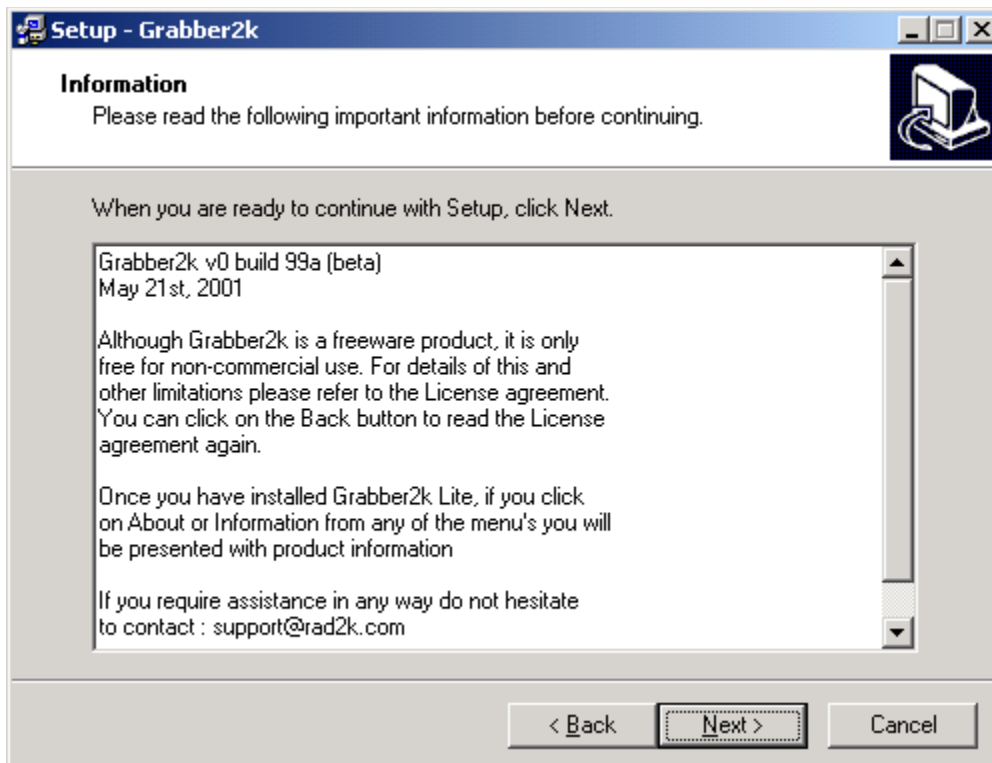 Setup - Grabber2k
Information
Please read the following important information before continuing.
When you are ready to continue with Setup, click Next.
Grabber2k v0 build 99a (beta)
May 21st, 2001
Although Grabber2k is a freeware product, it is only
free for non-commercial use. For details of this and
other limitations please refer to the License agreement.
You can click on the Back button to read the License
agreement again.
Once you have installed Grabber2k Lite, if you click
on About or Information from any of the menu's you will
be presented with product information
If you require assistance in any way do not hesitate
to contact : support@rad2k.com
< Back
Next >
Cancel